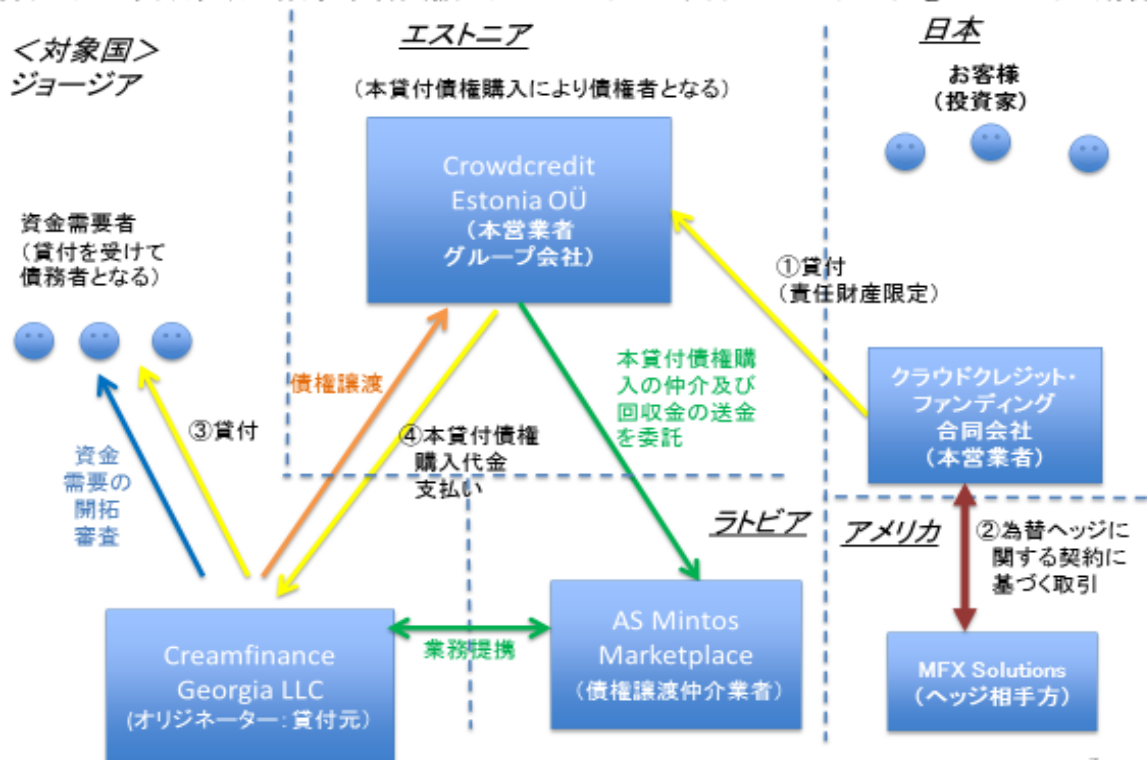 ＜対象国＞
ジョージア
エストニア
日本
（本貸付債権購入により債権者となる）
お客様
（投資家）
Crowdcredit
Estonia OÜ
（本営業者
グループ会社）
資金需要者
（貸付を受けて
債務者となる）
①貸付
（責任財産限定）
債権譲渡
本貸付債権購
入の仲介及び
回収金の送金
を委託
クラウドクレジット・
ファンディング
合同会社
（本営業者）
③貸付
④本貸付債権
購入代金
支払い
資金
需要の
開拓
審査
ラトビア
アメリカ
②為替ヘッジに
関する契約に
基づく取引
Creamfinance
Georgia LLC
（オリジネーター：貸付元）
業務提携
AS Mintos
Marketplace
（債権譲渡仲介業者）
MFX Solutions
（ヘッジ相手方）